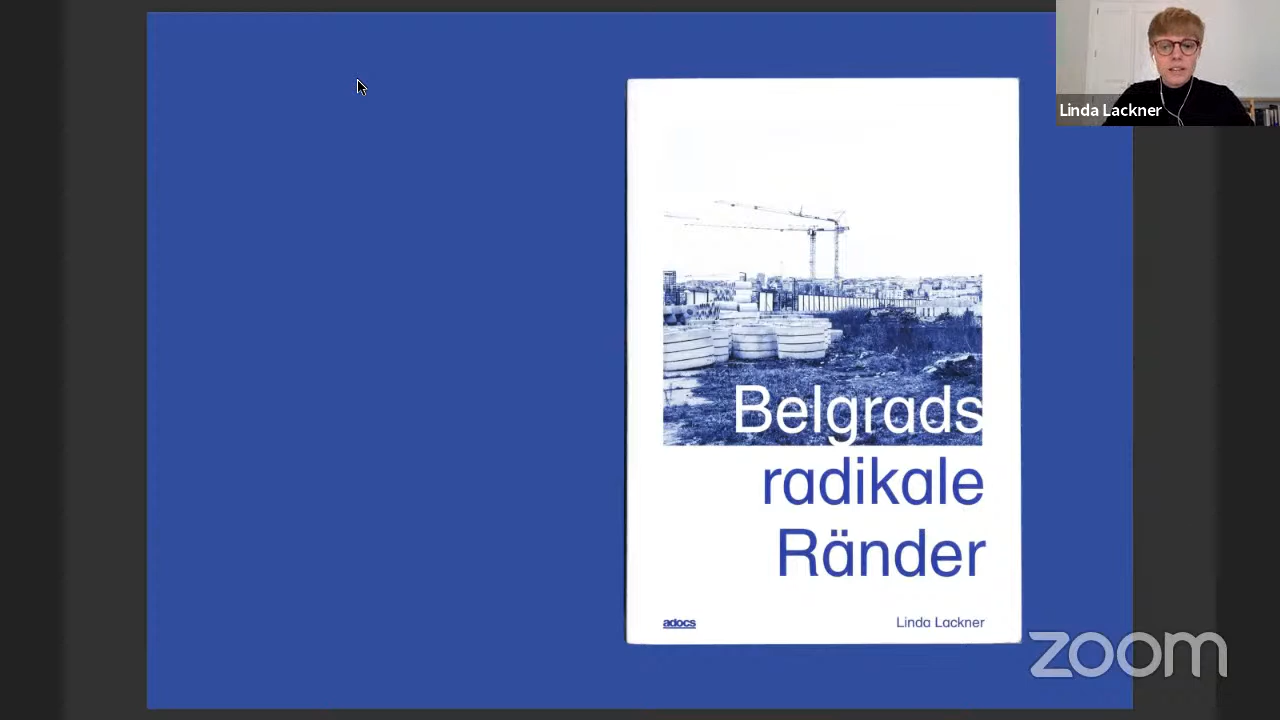 Linda Lackner
Belgrads
radikale
Ränder
adocs
Linda Lackner
zoom